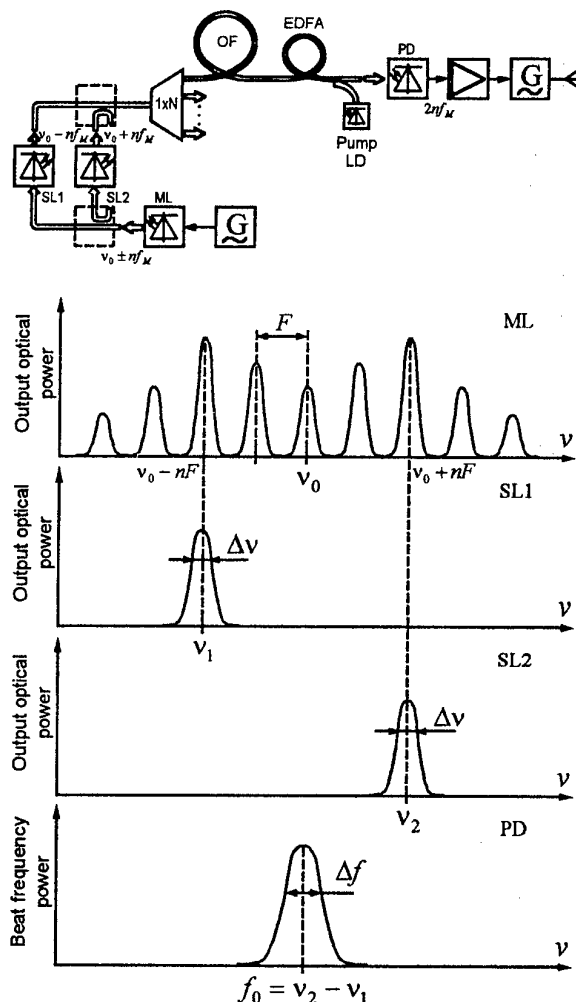 OF
EDFA
PD
G
1xN
2nf_M
Pump
LD
ν₀ − nf_M
ν₀ + nf_M
SL1
SL2
ML
G
ν₀ ± nf_M
ML
Output optical
power
F
ν₀ − nF
ν₀
ν₀ + nF
ν
SL1
Output optical
power
Δν
ν₁
ν
SL2
Output optical
power
Δν
ν₂
ν
PD
Beat frequency
power
Δf
ν
f₀ = ν₂ − ν₁